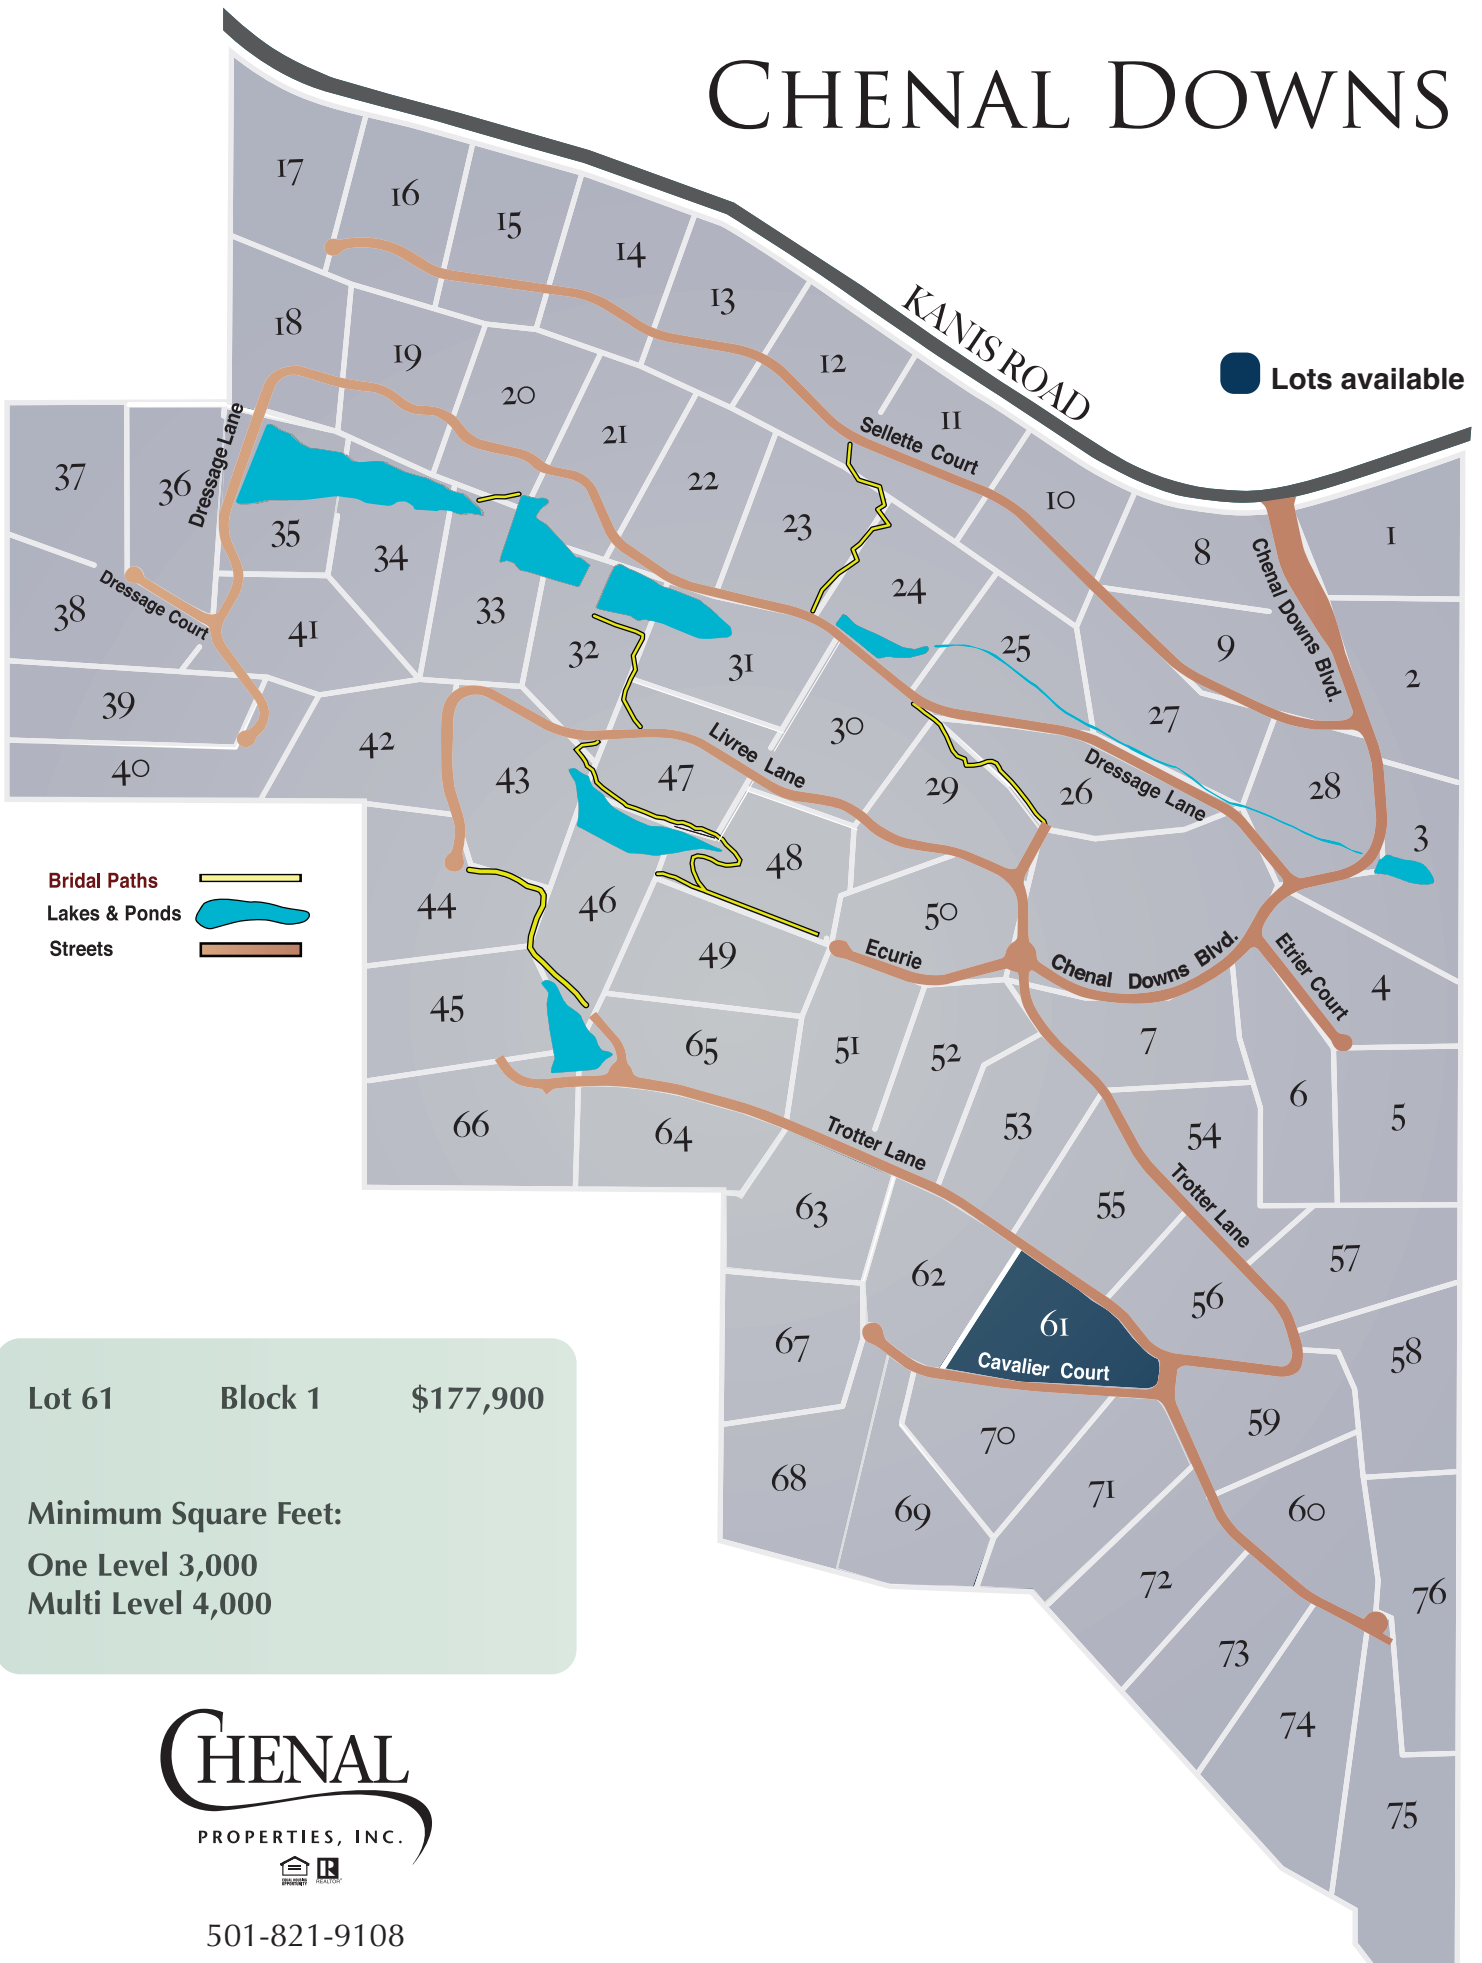 CHENAL DOWNS
KANIS ROAD
Lots available
17
16
15
14
13
12
11
10
8
1
18
19
20
21
22
23
24
25
9
2
Sellette Court
Chenal Downs Blvd.
37
36
Dressage Lane
35
34
33
32
31
30
27
28
3
38
Dressage Court
41
39
40
42
43
47
Livree Lane
29
26
Dressage Lane
Bridal Paths
Lakes & Ponds
Streets
44
46
48
50
49
Ecurie
Chenal Downs Blvd.
Etrier Court
4
45
65
51
52
7
6
5
66
64
Trotter Lane
53
54
Trotter Lane
63
55
62
56
57
61
Cavalier Court
67
58
59
70
68
69
71
60
72
76
73
74
75
Lot 61 Block 1 $177,900
Minimum Square Feet:
One Level 3,000
Multi Level 4,000
CHENAL
PROPERTIES, INC.
EQUAL HOUSING
OPPORTUNITY
REALTOR
501-821-9108